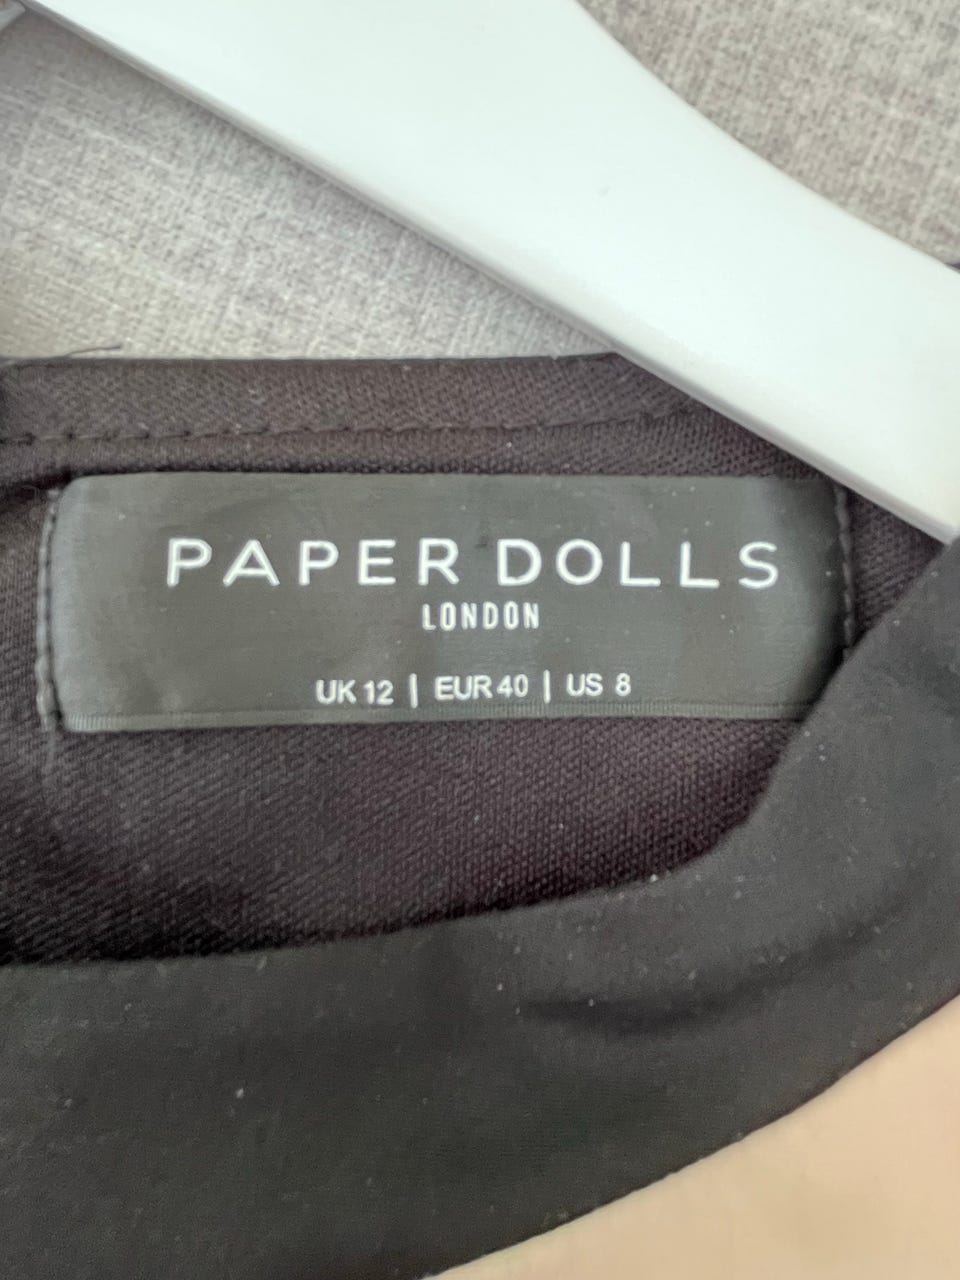 PAPER DOLLS
LONDON
UK 12 | EUR 40 | US 8